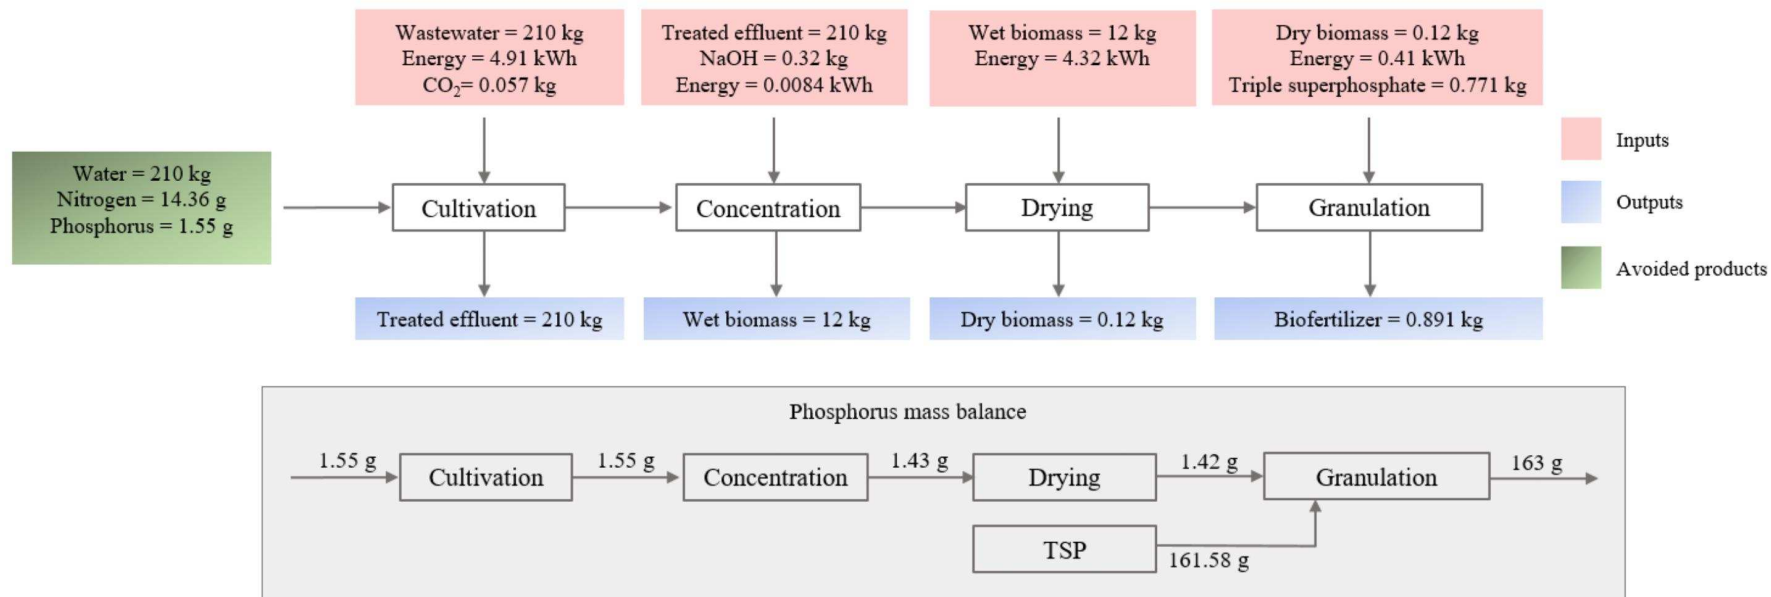 Wastewater = 210 kg
Energy = 4.91 kWh
CO₂= 0.057 kg
Treated effluent = 210 kg
NaOH = 0.32 kg
Energy = 0.0084 kWh
Wet biomass = 12 kg
Energy = 4.32 kWh
Dry biomass = 0.12 kg
Energy = 0.41 kWh
Triple superphosphate = 0.771 kg
Inputs
Outputs
Avoided products
Water = 210 kg
Nitrogen = 14.36 g
Phosphorus = 1.55 g
Cultivation
Concentration
Drying
Granulation
Treated effluent = 210 kg
Wet biomass = 12 kg
Dry biomass = 0.12 kg
Biofertilizer = 0.891 kg
Phosphorus mass balance
1.55 g
Cultivation
1.55 g
Concentration
1.43 g
Drying
1.42 g
Granulation
163 g
TSP
161.58 g